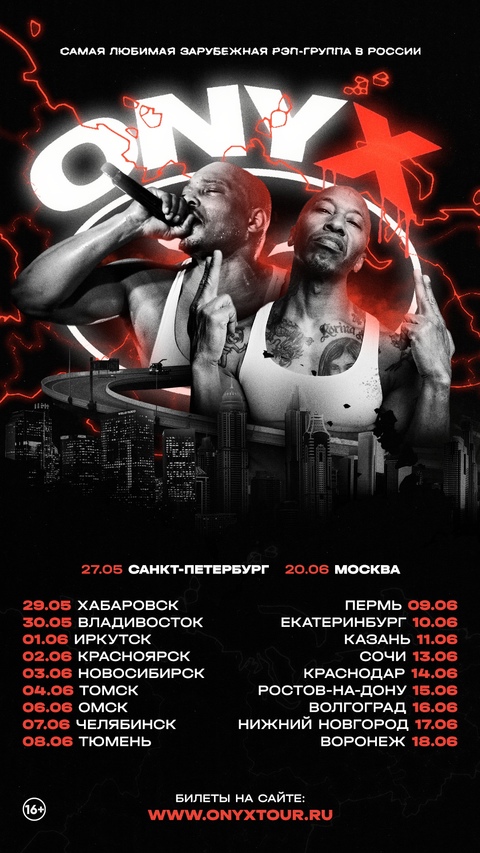 САМАЯ ЛЮБИМАЯ ЗАРУБЕЖНАЯ РЭП-ГРУППА В РОССИИ
ONYX
27.05 САНКТ-ПЕТЕРБУРГ 20.06 МОСКВА
29.05 ХАБАРОВСК
30.05 ВЛАДИВОСТОК
01.06 ИРКУТСК
02.06 КРАСНОЯРСК
03.06 НОВОСИБИРСК
04.06 ТОМСК
06.06 ОМСК
07.06 ЧЕЛЯБИНСК
08.06 ТЮМЕНЬ
ПЕРМЬ 09.06
ЕКАТЕРИНБУРГ 10.06
КАЗАНЬ 11.06
СОЧИ 13.06
КРАСНОДАР 14.06
РОСТОВ-НА-ДОНУ 15.06
ВОЛГОГРАД 16.06
НИЖНИЙ НОВГОРОД 17.06
ВОРОНЕЖ 18.06
16+
БИЛЕТЫ НА САЙТЕ:
WWW.ONYXTOUR.RU